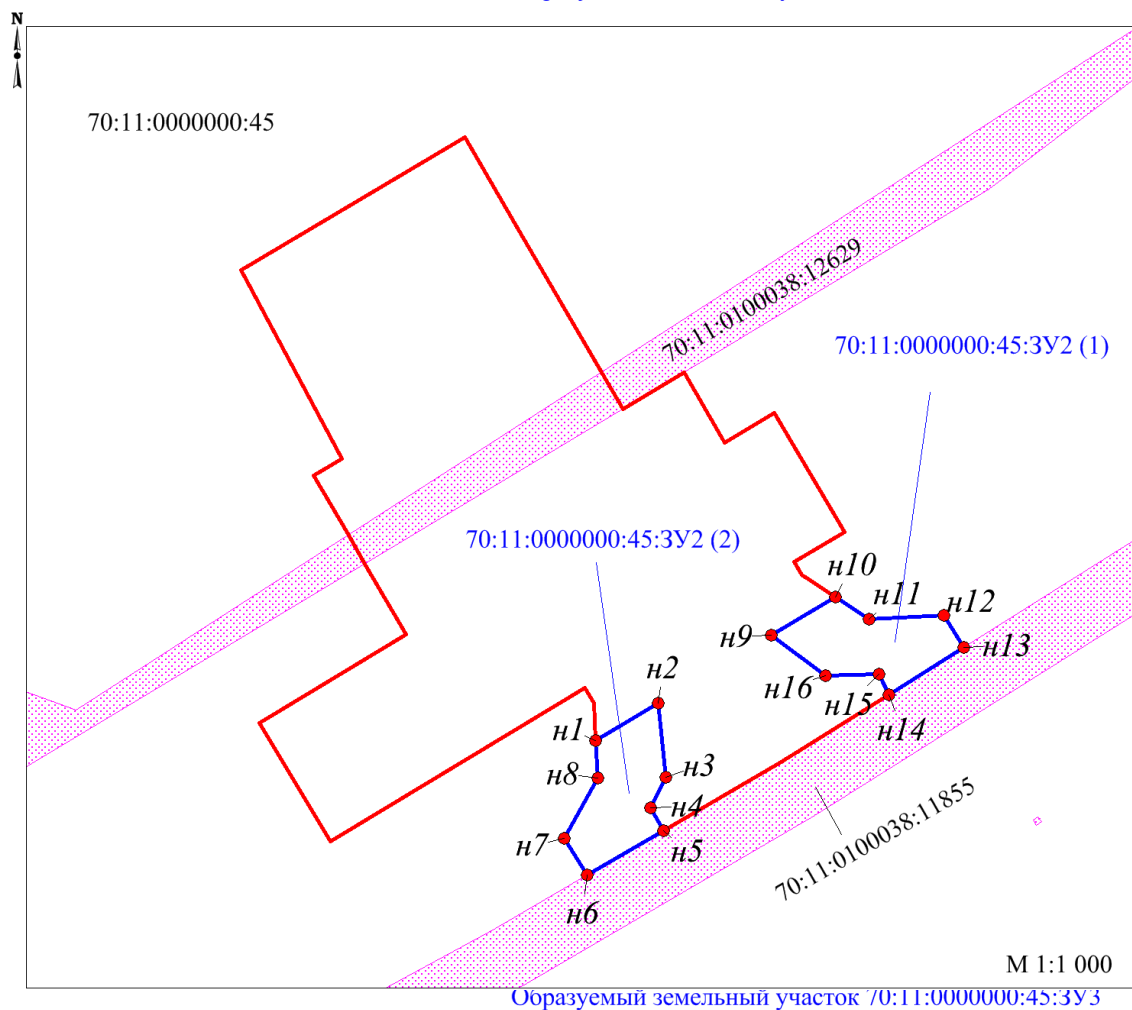 N
70:11:0000000:45
70:11:0100038:12629
70:11:0000000:45:ЗУ2 (1)
70:11:0000000:45:ЗУ2 (2)
н10
н11
н12
н9
н13
н16
н15
н14
н2
н1
н8
н3
н4
н7
н5
н6
70:11:0100038:11855
М 1:1 000
Образуемый земельный участок 70:11:0000000:45:ЗУ3